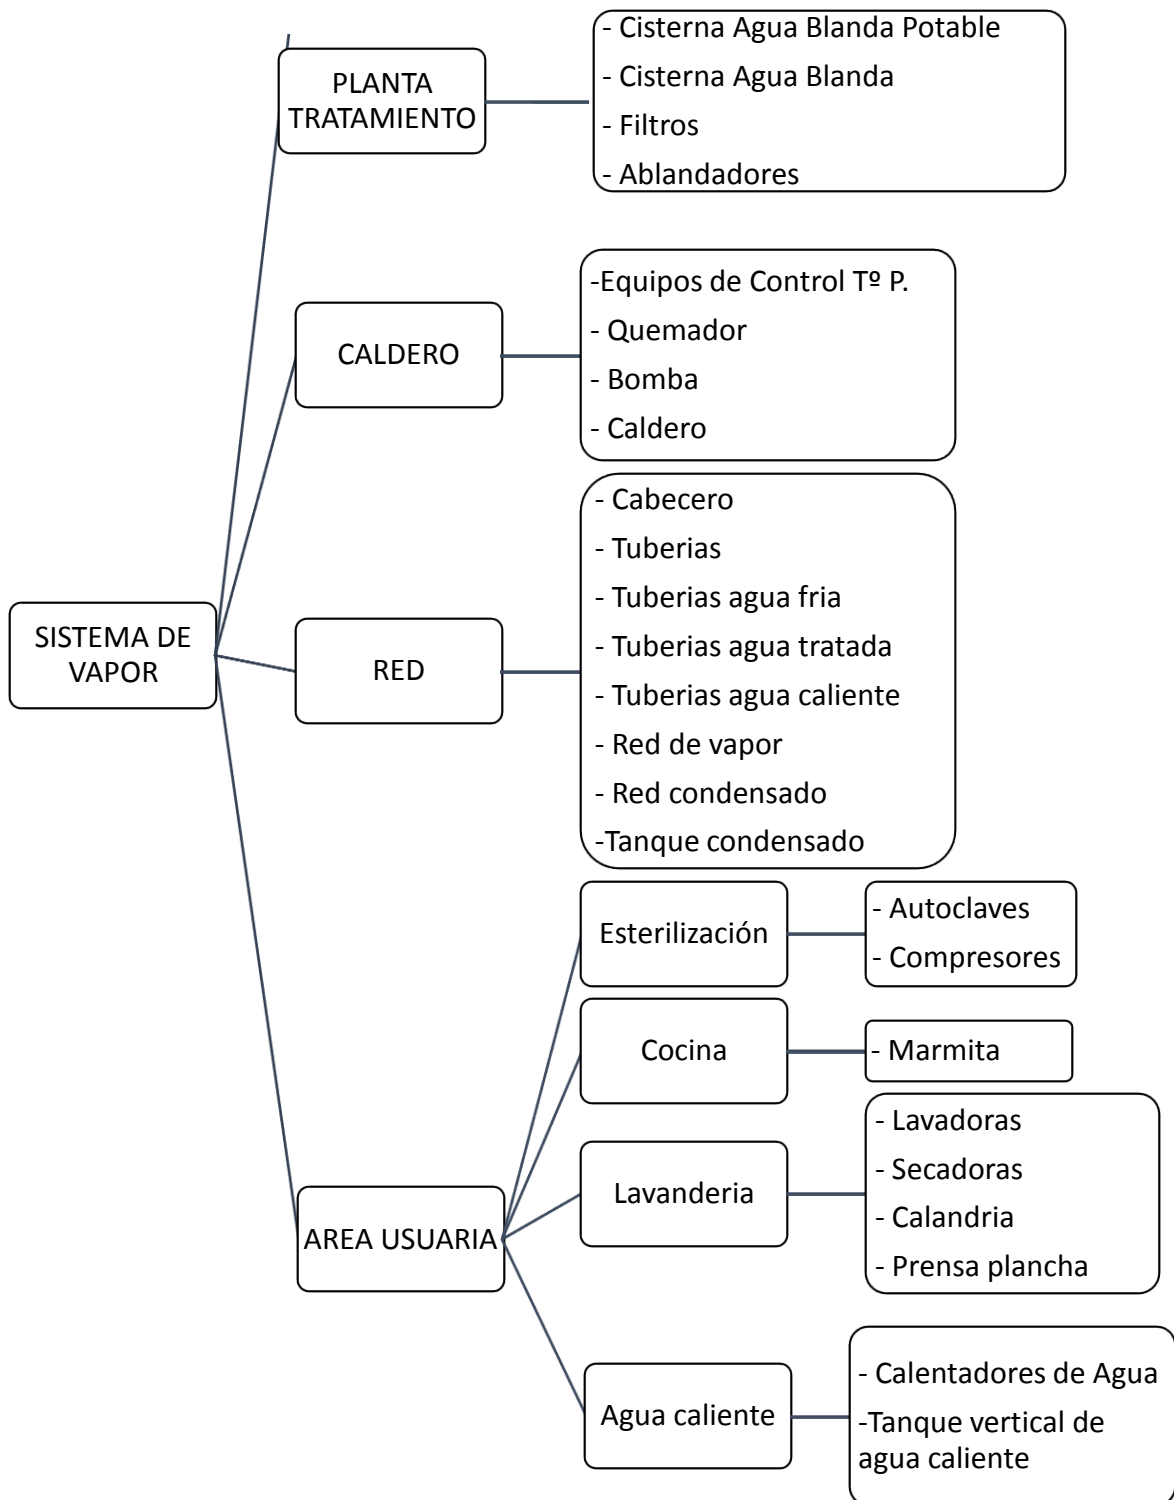 PLANTA
TRATAMIENTO
- Cisterna Agua Blanda Potable
- Cisterna Agua Blanda
- Filtros
- Ablandadores
CALDERO
-Equipos de Control Tº P.
- Quemador
- Bomba
- Caldero
SISTEMA DE
VAPOR
RED
- Cabecero
- Tuberias
- Tuberias agua fria
- Tuberias agua tratada
- Tuberias agua caliente
- Red de vapor
- Red condensado
-Tanque condensado
AREA USUARIA
Esterilización
- Autoclaves
- Compresores
Cocina
- Marmita
Lavanderia
- Lavadoras
- Secadoras
- Calandria
- Prensa plancha
Agua caliente
- Calentadores de Agua
-Tanque vertical de
agua caliente